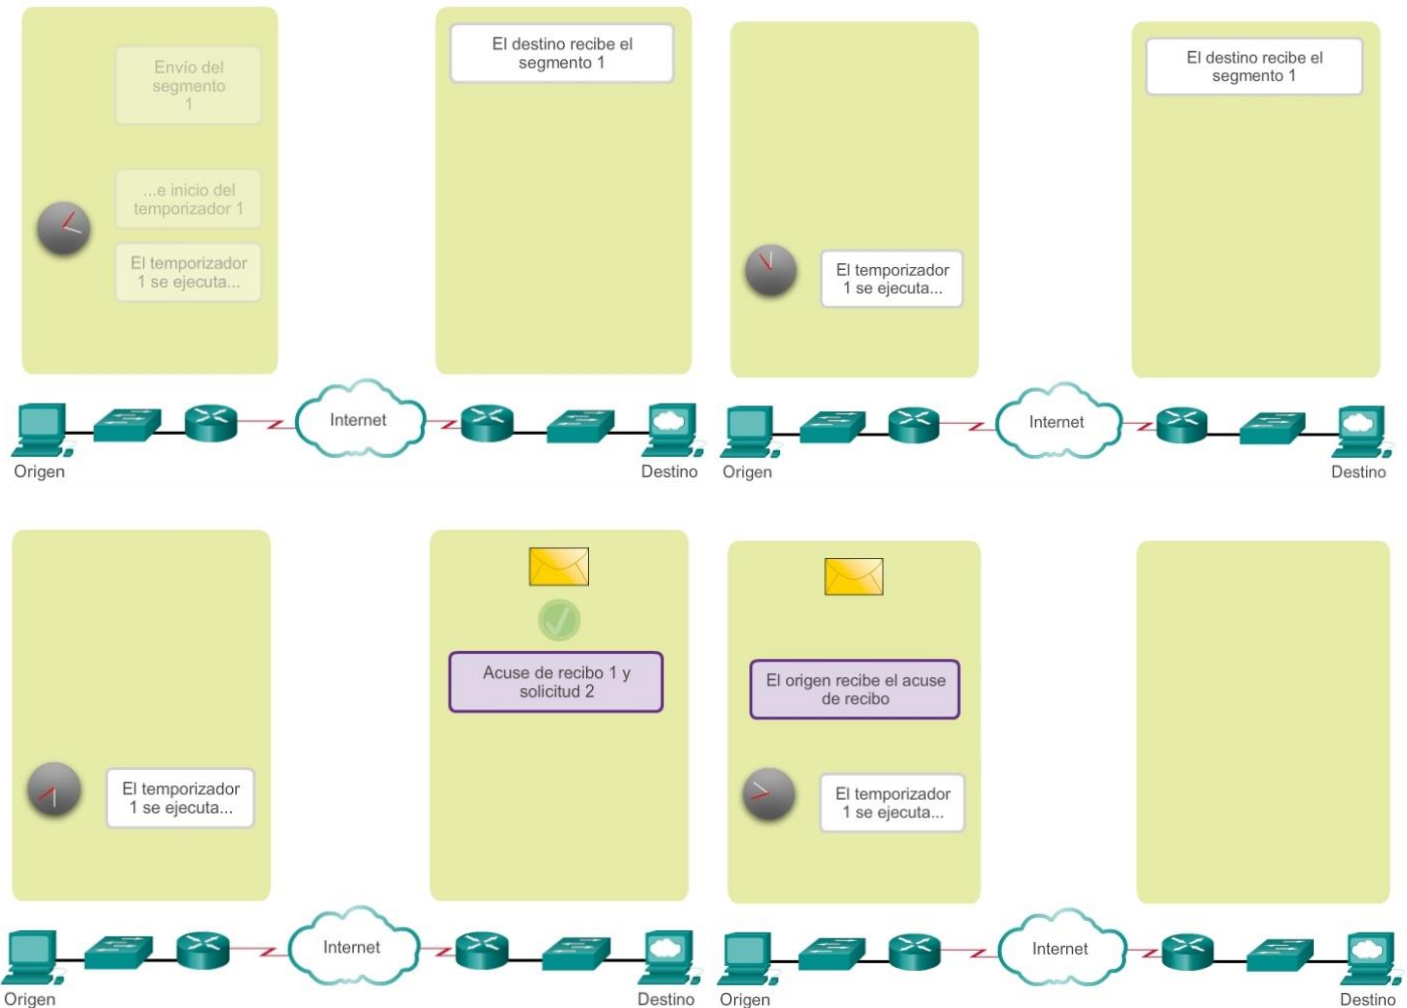 Envío del
segmento
1
...e inicio del
temporizador 1
El temporizador
1 se ejecuta...
El destino recibe el
segmento 1
Internet
Origen
Destino
El temporizador
1 se ejecuta...
El destino recibe el
segmento 1
Internet
Origen
Destino
El temporizador
1 se ejecuta...
Acuse de recibo 1 y
solicitud 2
Internet
Origen
Destino
El origen recibe el acuse
de recibo
El temporizador
1 se ejecuta...
Internet
Origen
Destino